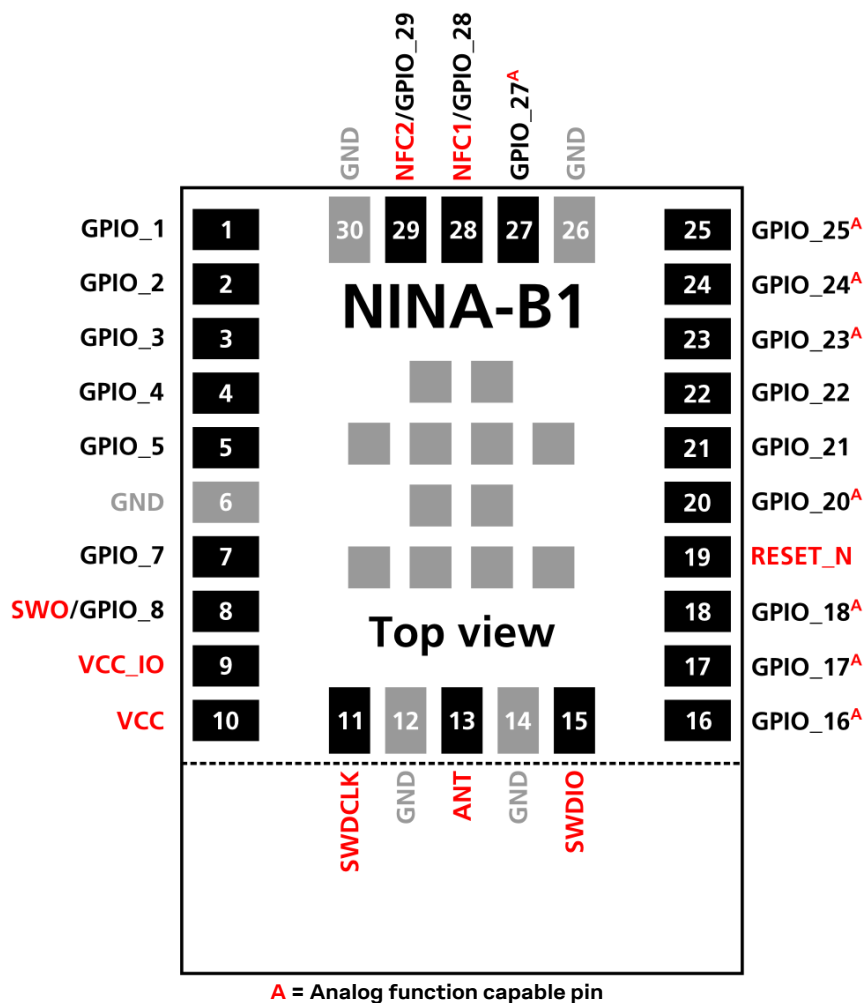 GND
NFC2/GPIO_29
NFC1/GPIO_28
GPIO_27A
GND
30 29 28 27 26
GPIO_1 1
GPIO_2 2
GPIO_3 3
GPIO_4 4
GPIO_5 5
GND 6
GPIO_7 7
SWO/GPIO_8 8
VCC_IO 9
VCC 10
NINA-B1
Top view
25 GPIO_25A
24 GPIO_24A
23 GPIO_23A
22 GPIO_22
21 GPIO_21
20 GPIO_20A
19 RESET_N
18 GPIO_18A
17 GPIO_17A
16 GPIO_16A
11 12 13 14 15
SWDCLK
GND
ANT
GND
SWDIO
A = Analog function capable pin